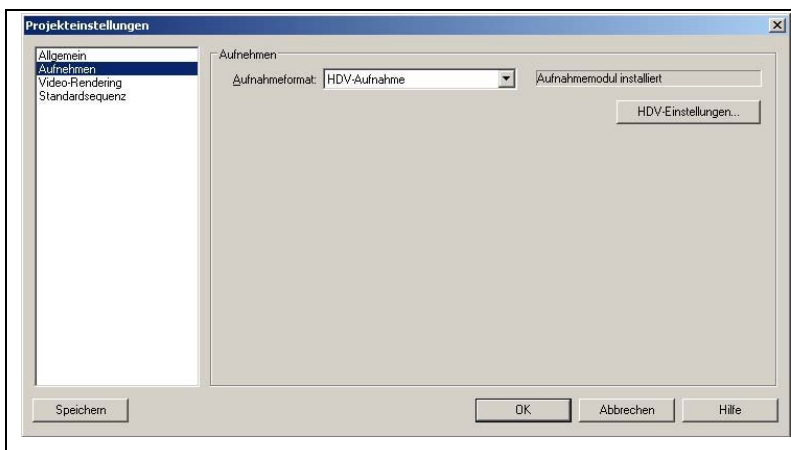 Projekteinstellungen
Allgemein
Aufnehmen
Video-Rendering
Standardsequenz
Aufnehmen
Aufnahmeformat: HDV-Aufnahme
Aufnahmemodul installiert
HDV-Einstellungen...
Speichern
OK
Abbrechen
Hilfe